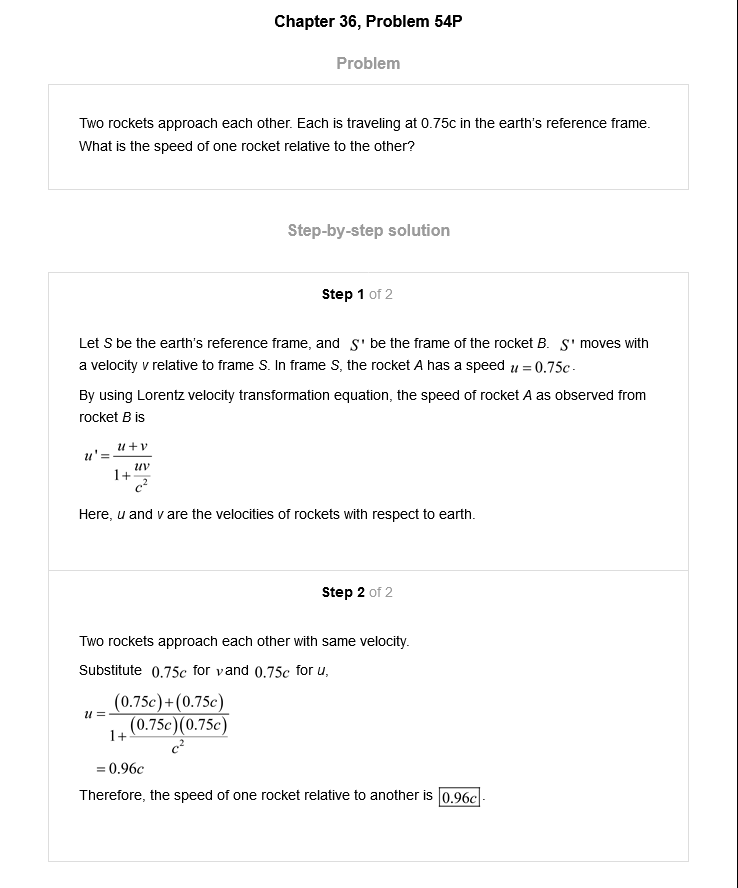 Chapter 36, Problem 54P
Problem
Two rockets approach each other. Each is traveling at 0.75c in the earth's reference frame.
What is the speed of one rocket relative to the other?
Step-by-step solution
Step 1 of 2
Let S be the earth's reference frame, and S' be the frame of the rocket B. S' moves with
a velocity v relative to frame S. In frame S, the rocket A has a speed u = 0.75c.
By using Lorentz velocity transformation equation, the speed of rocket A as observed from
rocket B is
u' = (u + v) / (1 + uv/c²)
Here, u and v are the velocities of rockets with respect to earth.
Step 2 of 2
Two rockets approach each other with same velocity.
Substitute 0.75c for v and 0.75c for u,
u = ((0.75c)+(0.75c)) / (1+ (0.75c)(0.75c)/c²)
= 0.96c
Therefore, the speed of one rocket relative to another is 0.96c.